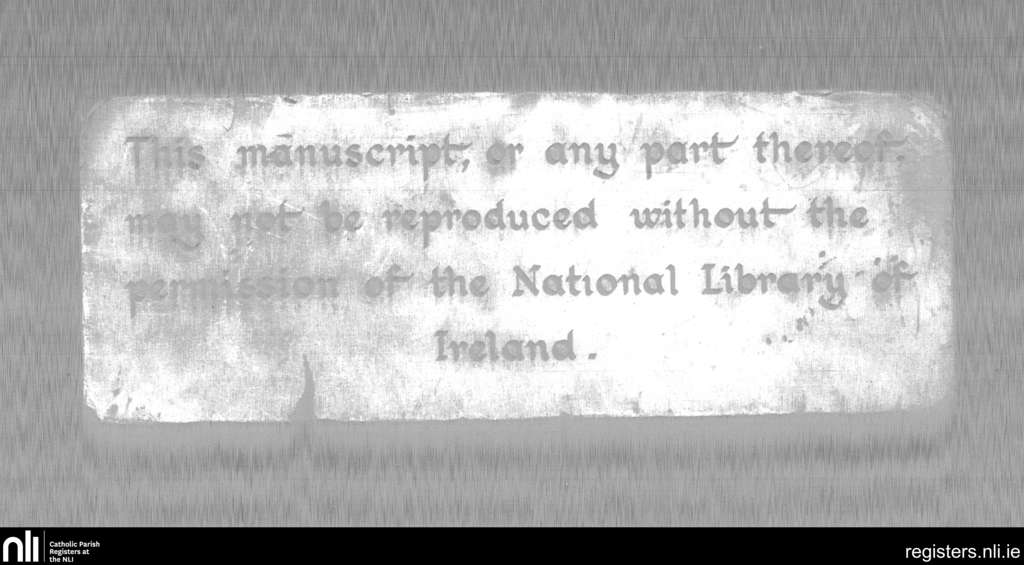 This manuscript, or any part thereof.
may not be reproduced without the
permission of the National Library of
Ireland.
nli
Catholic Parish
Registers at
the NLI
registers.nli.ie